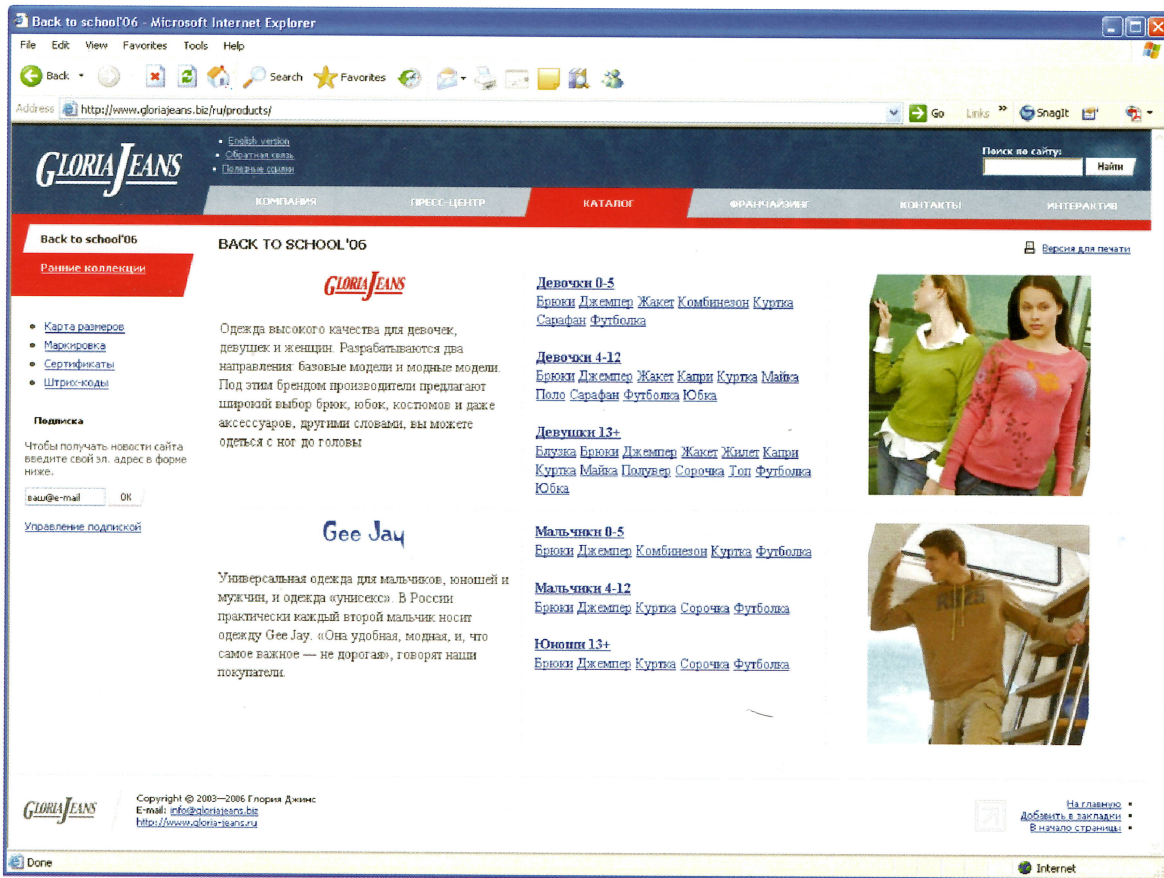 Back to school'06 - Microsoft Internet Explorer
File Edit View Favorites Tools Help
Back Search Favorites
Address http://www.gloriajeans.biz/ru/products/ Go Links » SnagIt
GLORIA JEANS
English version
Обратная связь
Полезные ссылки
Поиск по сайту:
Найти
КОМПАНИЯ ПРЕСС-ЦЕНТР КАТАЛОГ ФРАНЧАЙЗИНГ КОНТАКТЫ ИНТЕРАКТИВ
Back to school'06
Ранние коллекции
Карта размеров
Маркировка
Сертификаты
Штрих-коды
Подписка
Чтобы получать новости сайта
введите свой эл. адрес в форме
ниже.
ваш@e-mail OK
Управление подпиской
BACK TO SCHOOL'06
Версия для печати
GLORIA JEANS
Одежда высокого качества для девочек,
девушек и женщин. Разрабатываются два
направления: базовые модели и модные модели.
Под этим брендом производители предлагают
широкий выбор брюк, юбок, костюмов и даже
аксессуаров, другими словами, вы можете
одеться с ног до головы
Девочки 0-5
Брюки Джемпер Жакет Комбинезон Куртка
Сарафан Футболка
Девочки 4-12
Брюки Джемпер Жакет Капри Куртка Майка
Поло Сарафан Футболка Юбка
Девушки 13+
Блузка Брюки Джемпер Жакет Жилет Капри
Куртка Майка Полувер Сорочка Топ Футболка
Юбка
Gee Jay
Универсальная одежда для мальчиков, юношей и
мужчин, и одежда «унисекс». В России
практически каждый второй мальчик носит
одежду Gee Jay. «Она удобная, модная, и, что
самое важное — не дорогая», говорят наши
покупатели.
Мальчики 0-5
Брюки Джемпер Комбинезон Куртка Футболка
Мальчики 4-12
Брюки Джемпер Куртка Сорочка Футболка
Юноши 13+
Брюки Джемпер Куртка Сорочка Футболка
GLORIA JEANS
Copyright © 2003—2006 Глория Джинс
E-mail: info@gloriajeans.biz
http://www.gloria-jeans.ru
На главную
Добавить в закладки
В начало страницы
Done Internet